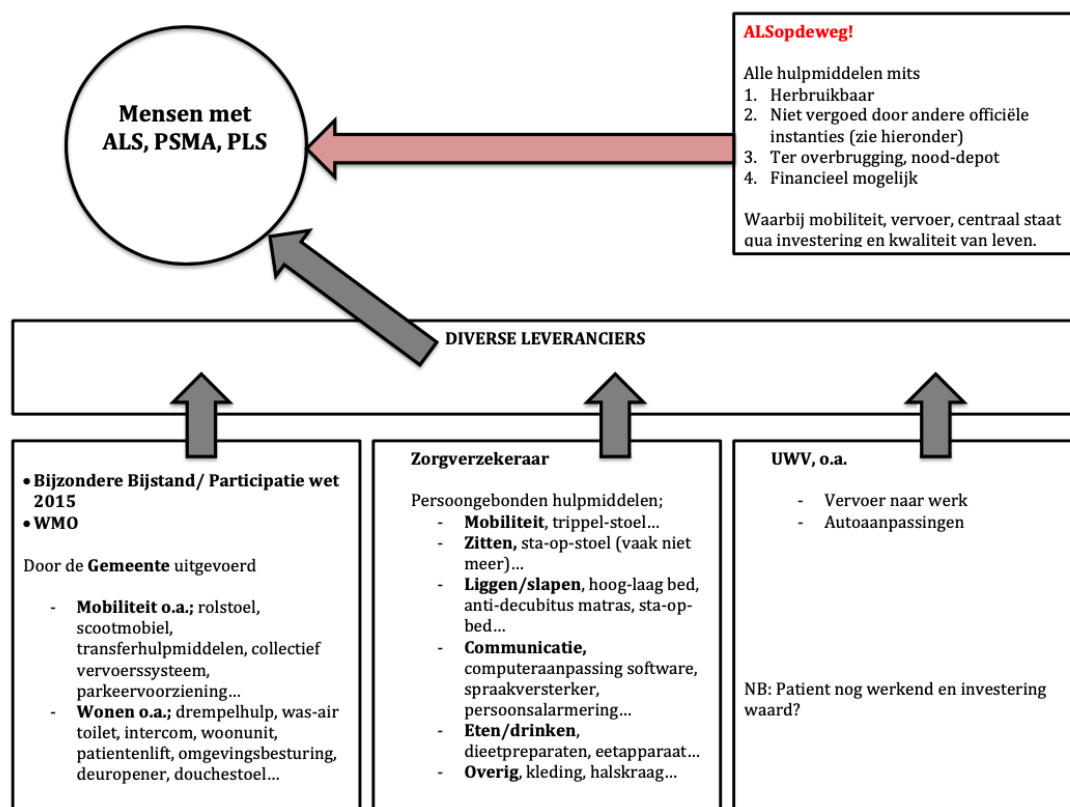 Mensen met
ALS, PSMA, PLS
ALSopdeweg!
Alle hulpmiddelen mits
1. Herbruikbaar
2. Niet vergoed door andere officiële
instanties (zie hieronder)
3. Ter overbrugging, nood-depot
4. Financieel mogelijk
Waarbij mobiliteit, vervoer, centraal staat
qua investering en kwaliteit van leven.
DIVERSE LEVERANCIERS
• Bijzondere Bijstand/ Participatie wet
2015
• WMO
Door de Gemeente uitgevoerd
- Mobiliteit o.a.; rolstoel,
scootmobiel,
transferhulpmiddelen, collectief
vervoerssysteem,
parkeervoorziening…
- Wonen o.a.; drempelhulp, was-air
toilet, intercom, woonunit,
patientenlift, omgevingsbesturing,
deuropener, douchestoel…
Zorgverzekeraar
Persoongebonden hulpmiddelen;
- Mobiliteit, trippel-stoel…
- Zitten, sta-op-stoel (vaak niet
meer)…
- Liggen/slapen, hoog-laag bed,
anti-decubitus matras, sta-op-
bed…
- Communicatie,
computeraanpassing software,
spraakversterker,
persoonsalarmering…
- Eten/drinken,
dieetpreparaten, eetapparaat…
- Overig, kleding, halskraag…
UWV, o.a.
- Vervoer naar werk
- Autoaanpassingen
NB: Patient nog werkend en investering
waard?